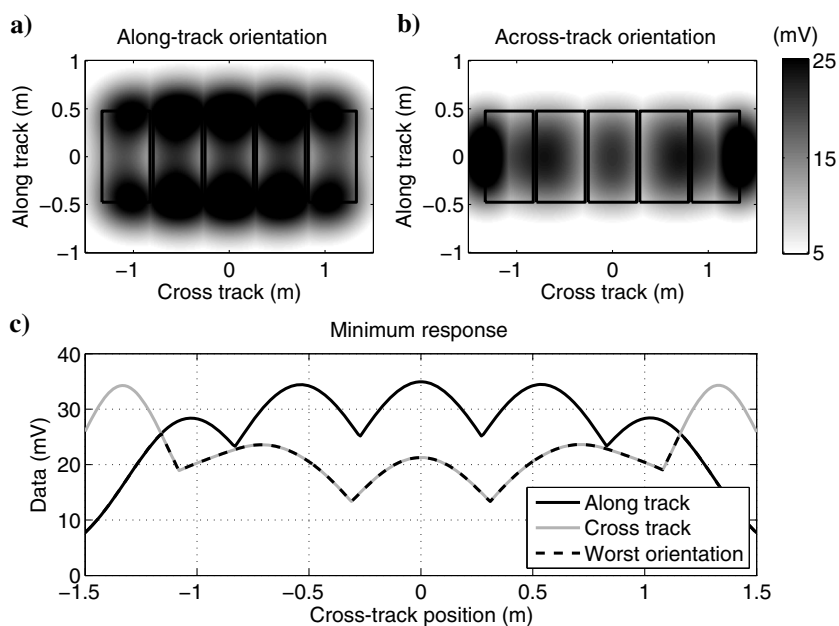 a)
Along-track orientation
Along track (m)
1
0.5
0
−0.5
−1
−1
0
1
Cross track (m)
b)
Across-track orientation
Along track (m)
1
0.5
0
−0.5
−1
−1
0
1
Cross track (m)
(mV)
25
15
5
c)
Minimum response
Data (mV)
40
30
20
10
0
−1.5
−1
−0.5
0
0.5
1
1.5
Cross-track position (m)
Along track
Cross track
Worst orientation